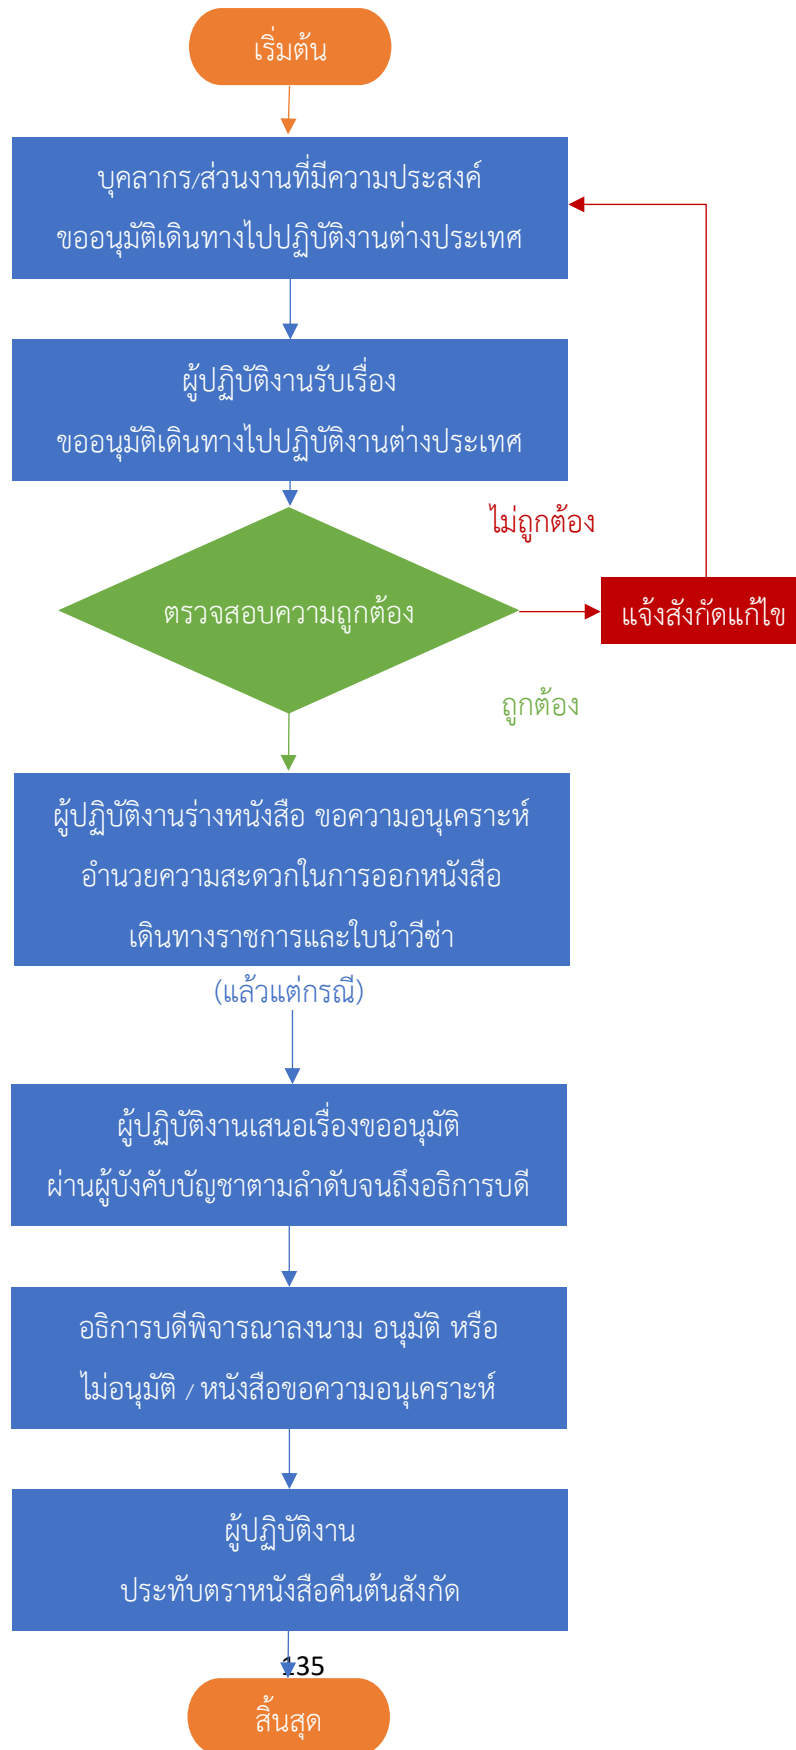 เริ่มต้น
บุคลากร/ส่วนงานที่มีความประสงค์
ขออนุมัติเดินทางไปปฏิบัติงานต่างประเทศ
ผู้ปฏิบัติงานรับเรื่อง
ขออนุมัติเดินทางไปปฏิบัติงานต่างประเทศ
ไม่ถูกต้อง
ตรวจสอบความถูกต้อง
แจ้งสังกัดแก้ไข
ถูกต้อง
ผู้ปฏิบัติงานร่างหนังสือ ขอความอนุเคราะห์
อำนวยความสะดวกในการออกหนังสือ
เดินทางราชการและใบนำวีซ่า
(แล้วแต่กรณี)
ผู้ปฏิบัติงานเสนอเรื่องขออนุมัติ
ผ่านผู้บังคับบัญชาตามลำดับจนถึงอธิการบดี
อธิการบดีพิจารณาลงนาม อนุมัติ หรือ
ไม่อนุมัติ / หนังสือขอความอนุเคราะห์
ผู้ปฏิบัติงาน
ประทับตราหนังสือคืนต้นสังกัด
135
สิ้นสุด